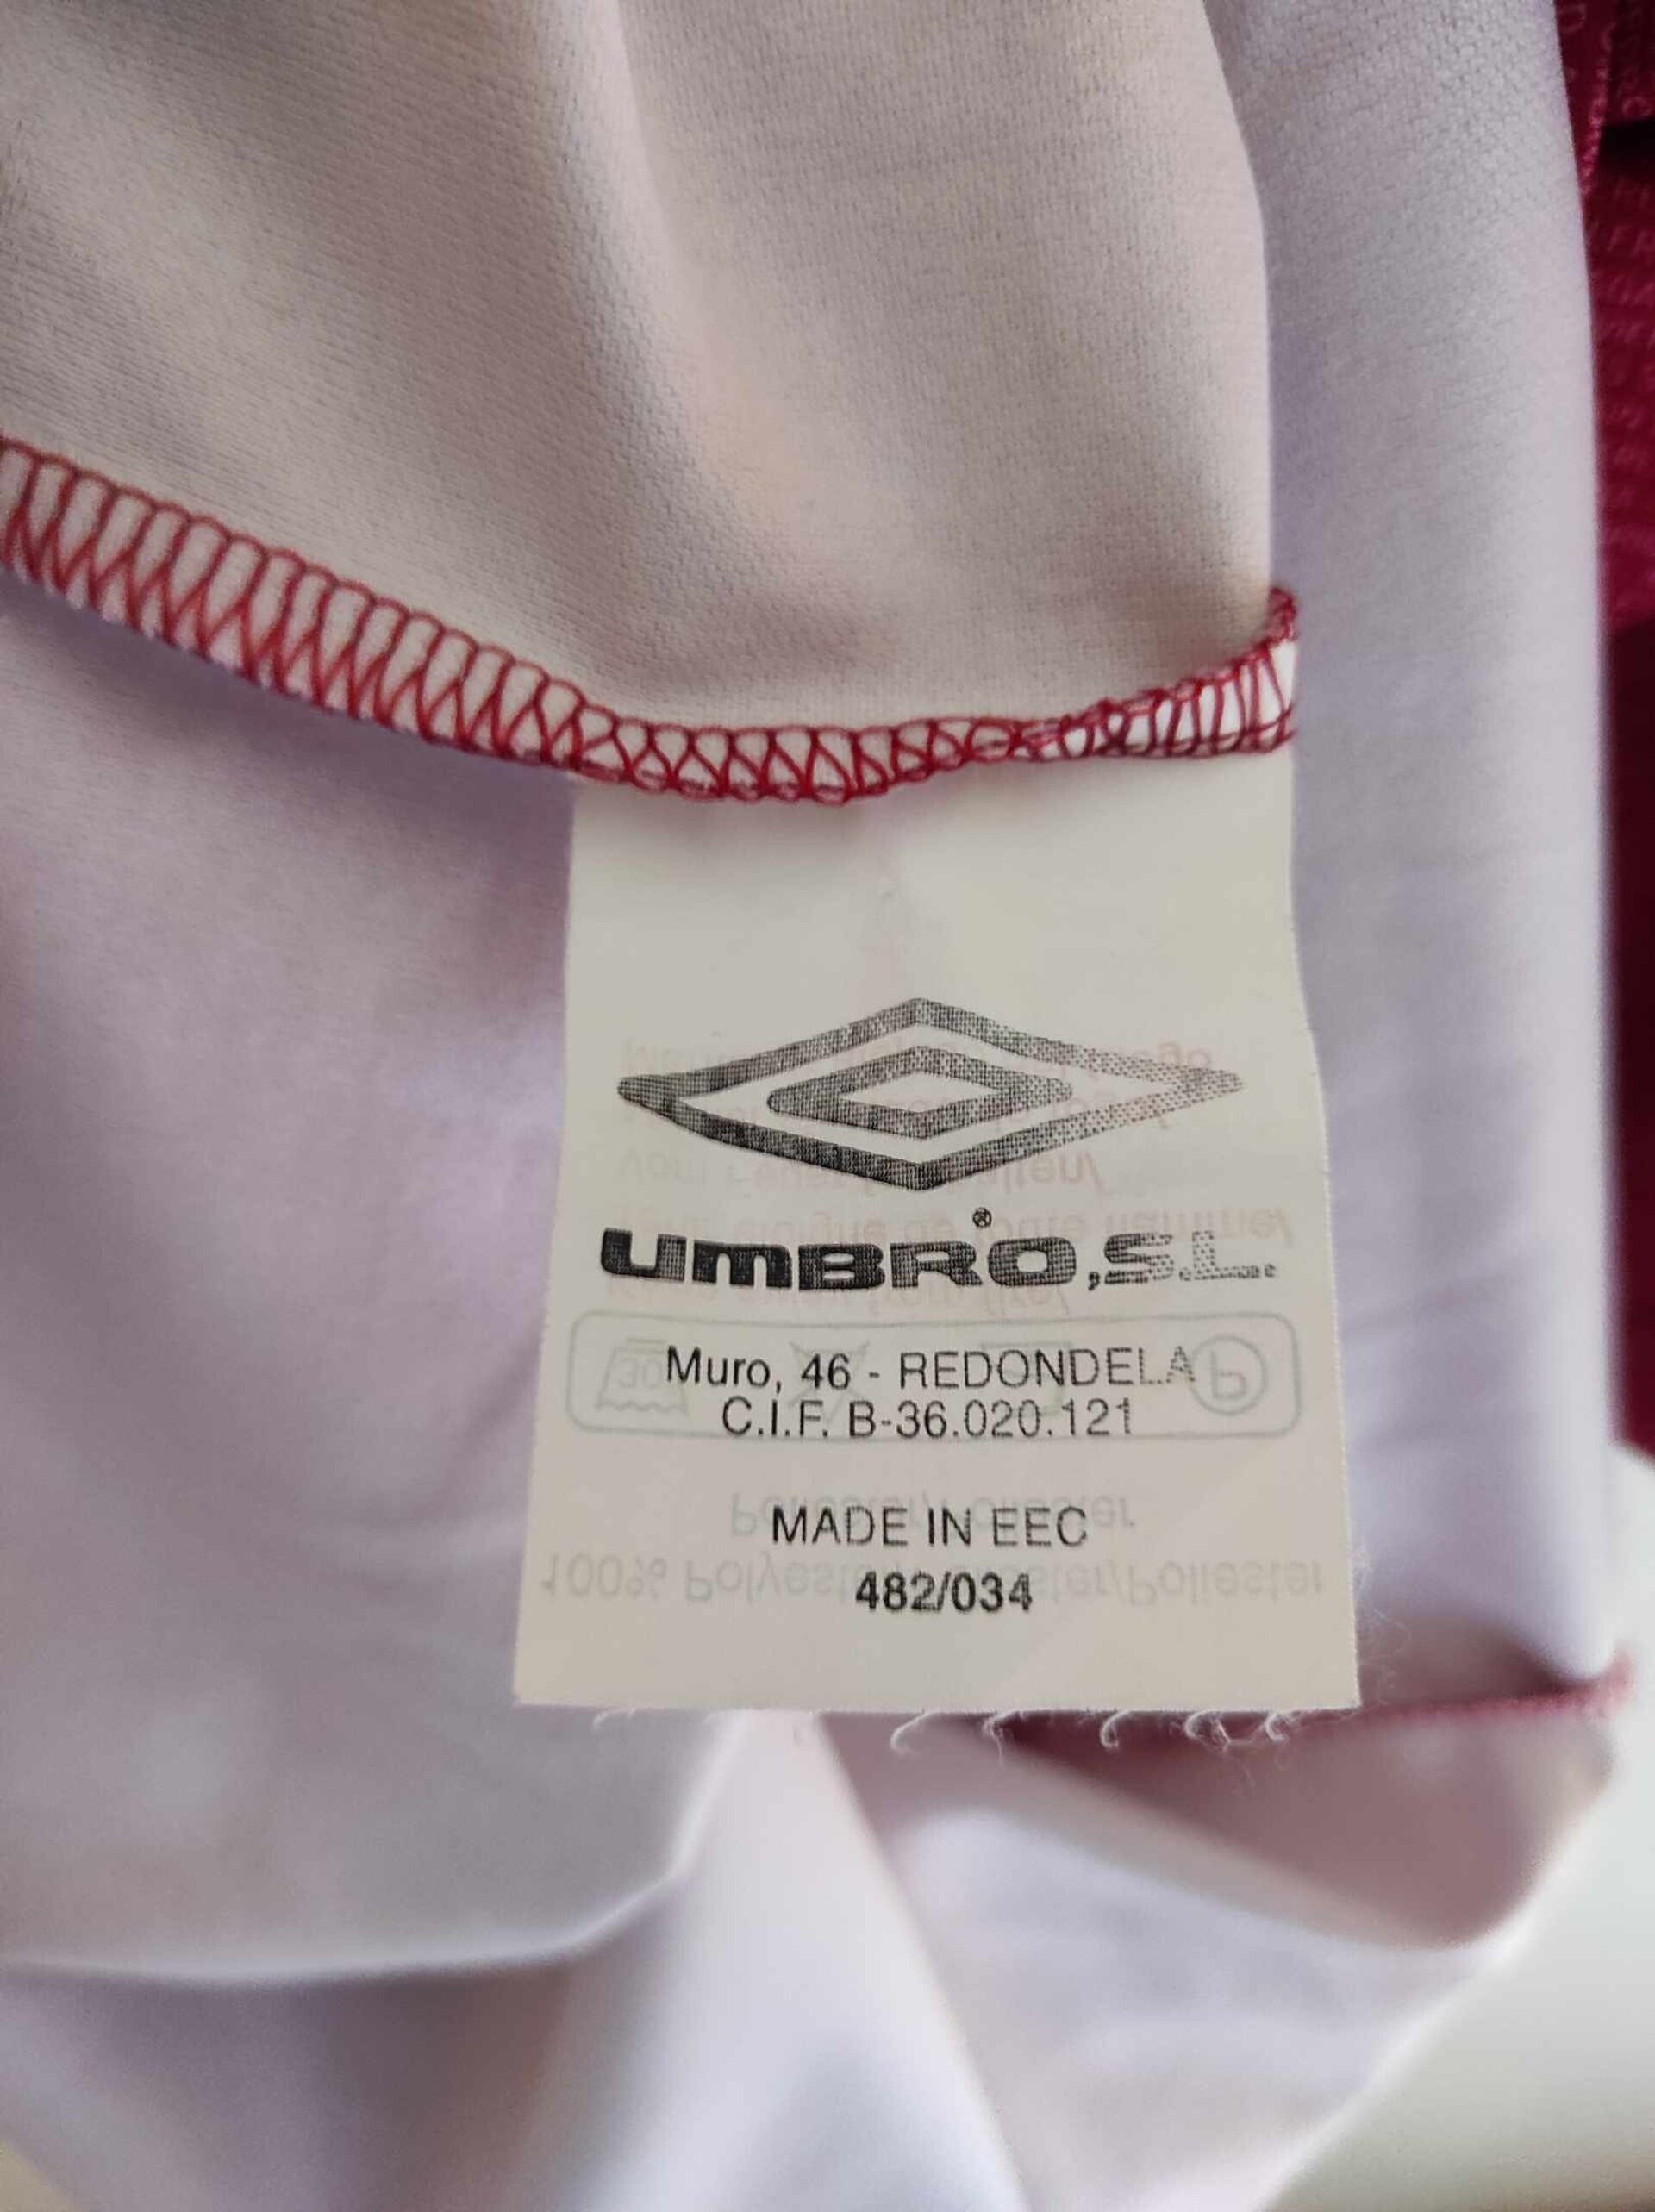 UMBRO®,S.L.
Muro, 46 - REDONDELA
C.I.F. B-36.020.121
MADE IN EEC
482/034